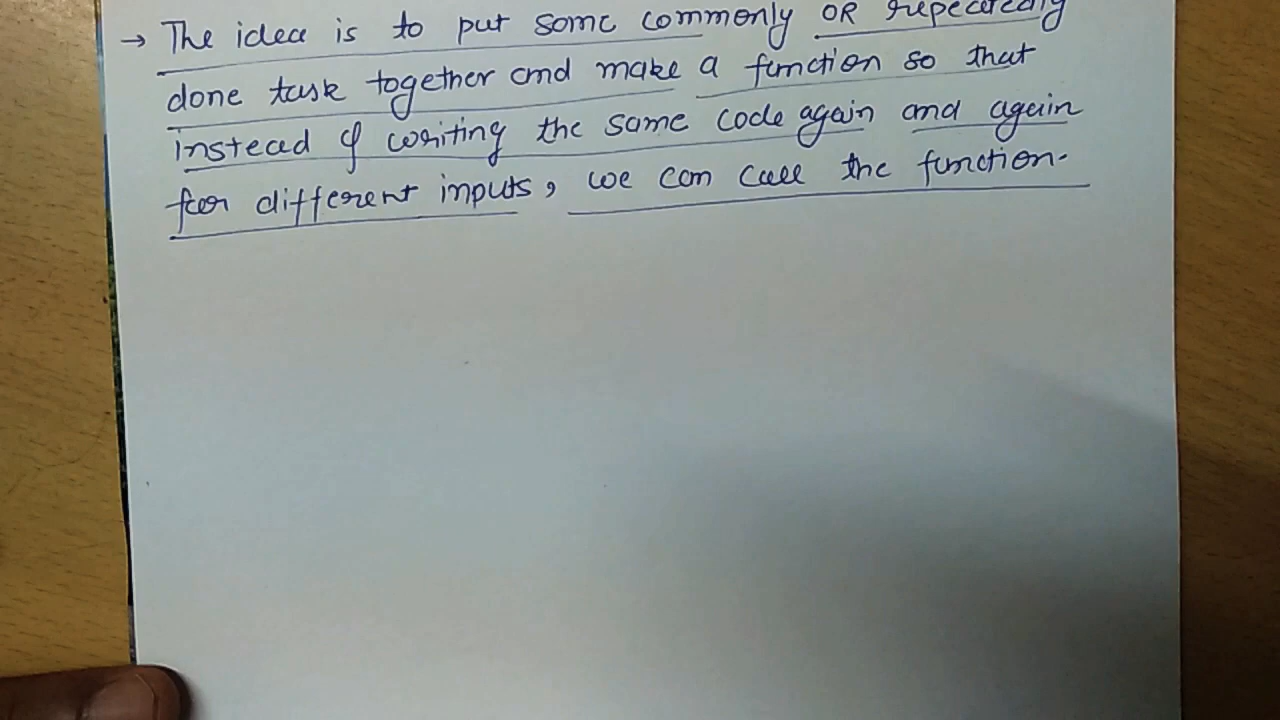 → The idea is to put some commonly OR repeatedly
done task together and make a function so that
instead of writing the same code again and again
for different inputs, we can call the function.